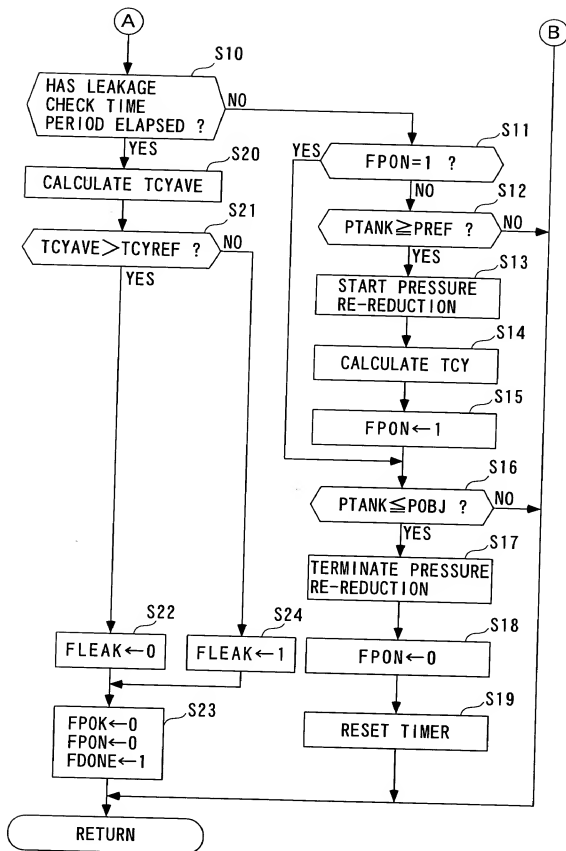 A
B
S10
HAS LEAKAGE
CHECK TIME
PERIOD ELAPSED ?
NO
YES
S11
FPON=1 ?
YES
NO
S20
CALCULATE TCYAVE
S12
PTANK≧PREF ?
NO
YES
S21
TCYAVE>TCYREF ?
NO
YES
S13
START PRESSURE
RE-REDUCTION
S14
CALCULATE TCY
S15
FPON←1
S16
PTANK≦POBJ ?
NO
YES
S17
TERMINATE PRESSURE
RE-REDUCTION
S22
FLEAK←0
S24
FLEAK←1
S18
FPON←0
S23
FPOK←0
FPON←0
FDONE←1
S19
RESET TIMER
RETURN